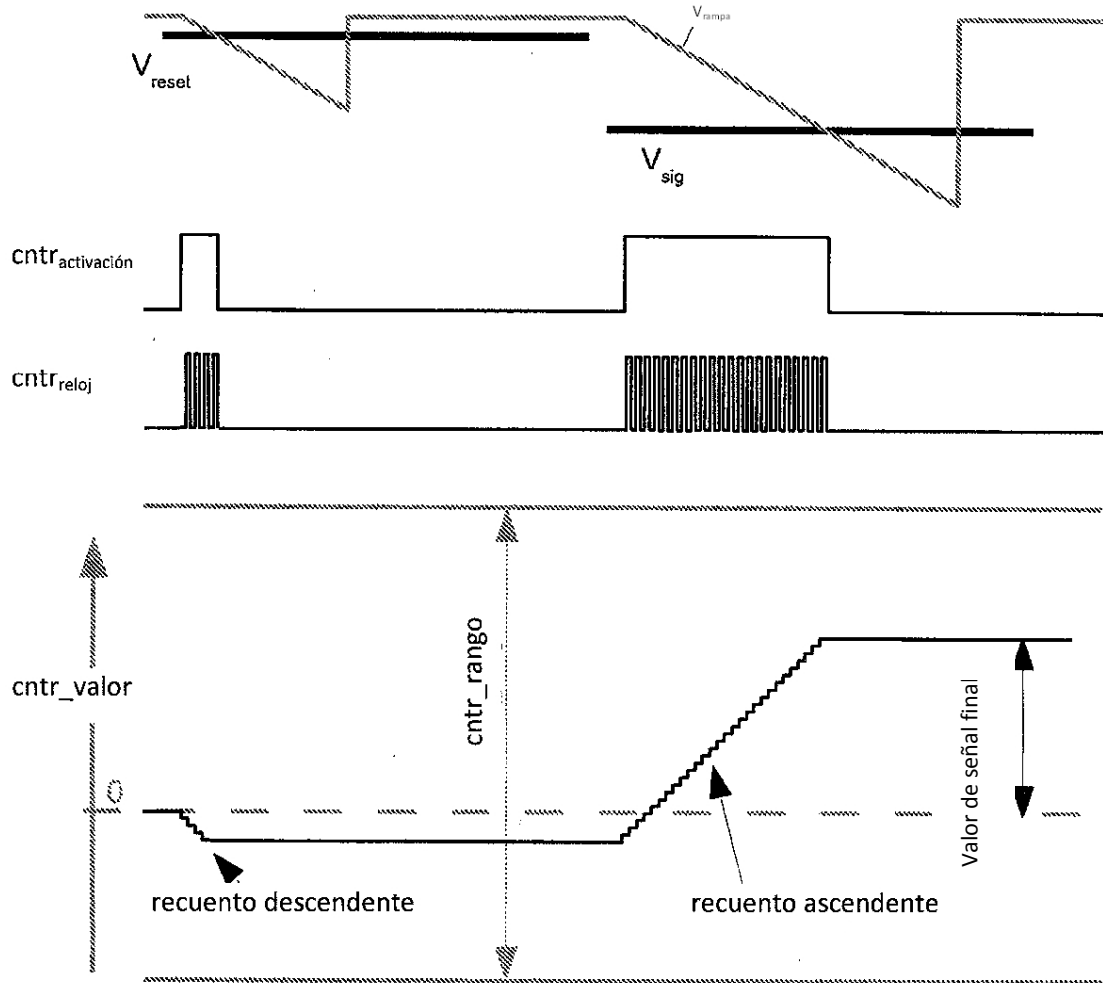 V_rampa
V_reset
V_sig
cntr_activación
cntr_reloj
cntr_rango
cntr_valor
Valor de señal final
0
recuento descendente
recuento ascendente